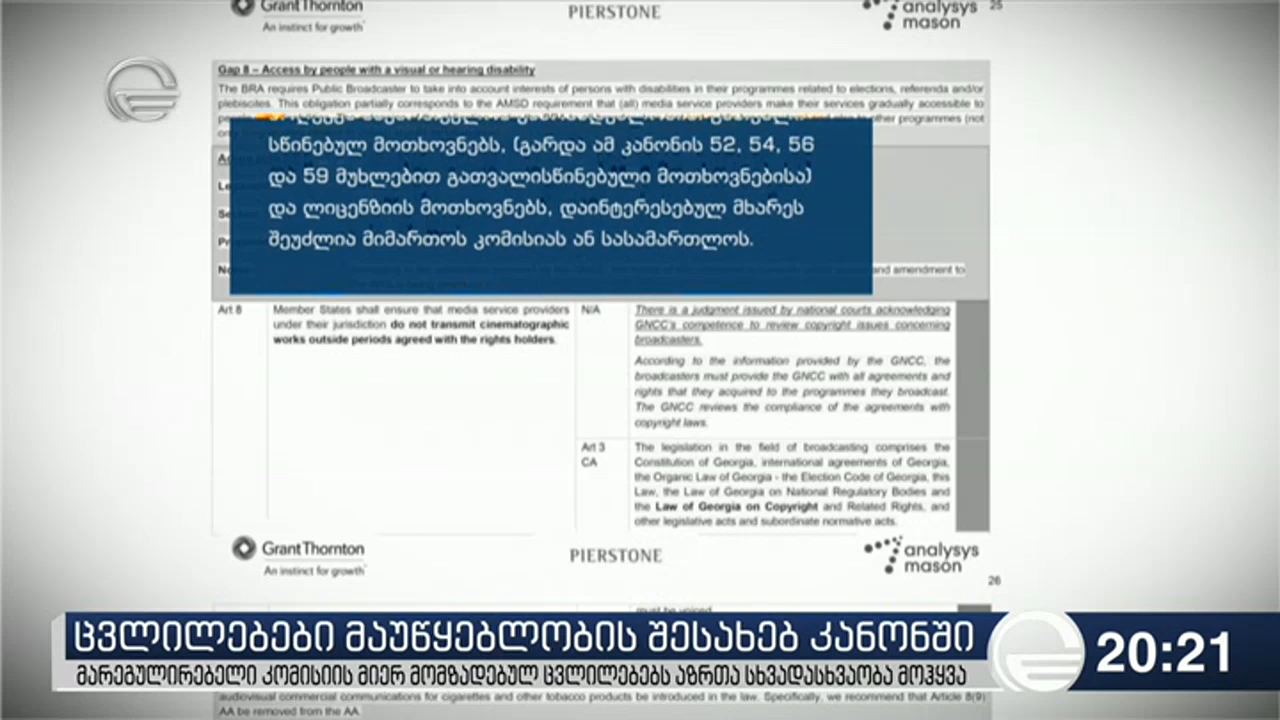 GrantThornton
An instinct for growth
PIERSTONE
analysys
mason
25
Gap 8 – Access by people with a visual or hearing disability
The BRA requires Public Broadcaster to take into account interests of persons with disabilities in their programmes related to elections, referenda and/or
plebiscites. This obligation partially corresponds to the AMSD requirement that (all) media service providers make their services gradually accessible to
other programmes (not
სწინებულ მოთხოვნებს, (გარდა ამ კანონის 52, 54, 56
და 59 მუხლებით გათვალისწინებული მოთხოვნებისა)
და ლიცენზიის მოთხოვნებს, დაინტერესებულ მხარეს
შეუძლია მიმართოს კომისიას ან სასამართლოს.
and amendment to
Art 8
Member States shall ensure that media service providers
under their jurisdiction do not transmit cinematographic
works outside periods agreed with the rights holders.
N/A
There is a judgment issued by national courts acknowledging
GNCC's competence to review copyright issues concerning
broadcasters.
According to the information provided by the GNCC, the
broadcasters must provide the GNCC with all agreements and
rights that they acquired to the programmes they broadcast.
The GNCC reviews the compliance of the agreements with
copyright laws.
Art 3
CA
The legislation in the field of broadcasting comprises the
Constitution of Georgia, international agreements of Georgia,
the Organic Law of Georgia - the Election Code of Georgia, this
Law, the Law of Georgia on National Regulatory Bodies and
the Law of Georgia on Copyright and Related Rights, and
other legislative acts and subordinate normative acts.
GrantThornton
An instinct for growth
PIERSTONE
analysys
mason
26
must be voiced
ცვლილებები მაუწყებლობის შესახებ კანონში
20:21
მარეგულირებელი კომისიის მიერ მომზადებულ ცვლილებებს აზრთა სხვადასხვაობა მოჰყვა
audiovisual commercial communications for cigarettes and other tobacco products be introduced in the law. Specifically, we recommend that Article 8(9)
AA be removed from the AA.